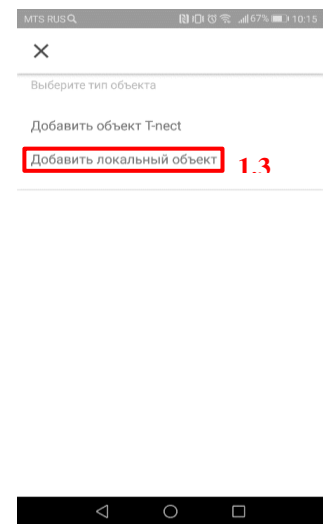 MTS RUS 67% 10:15
Выберите тип объекта
Добавить объект T-nect
Добавить локальный объект 1.3